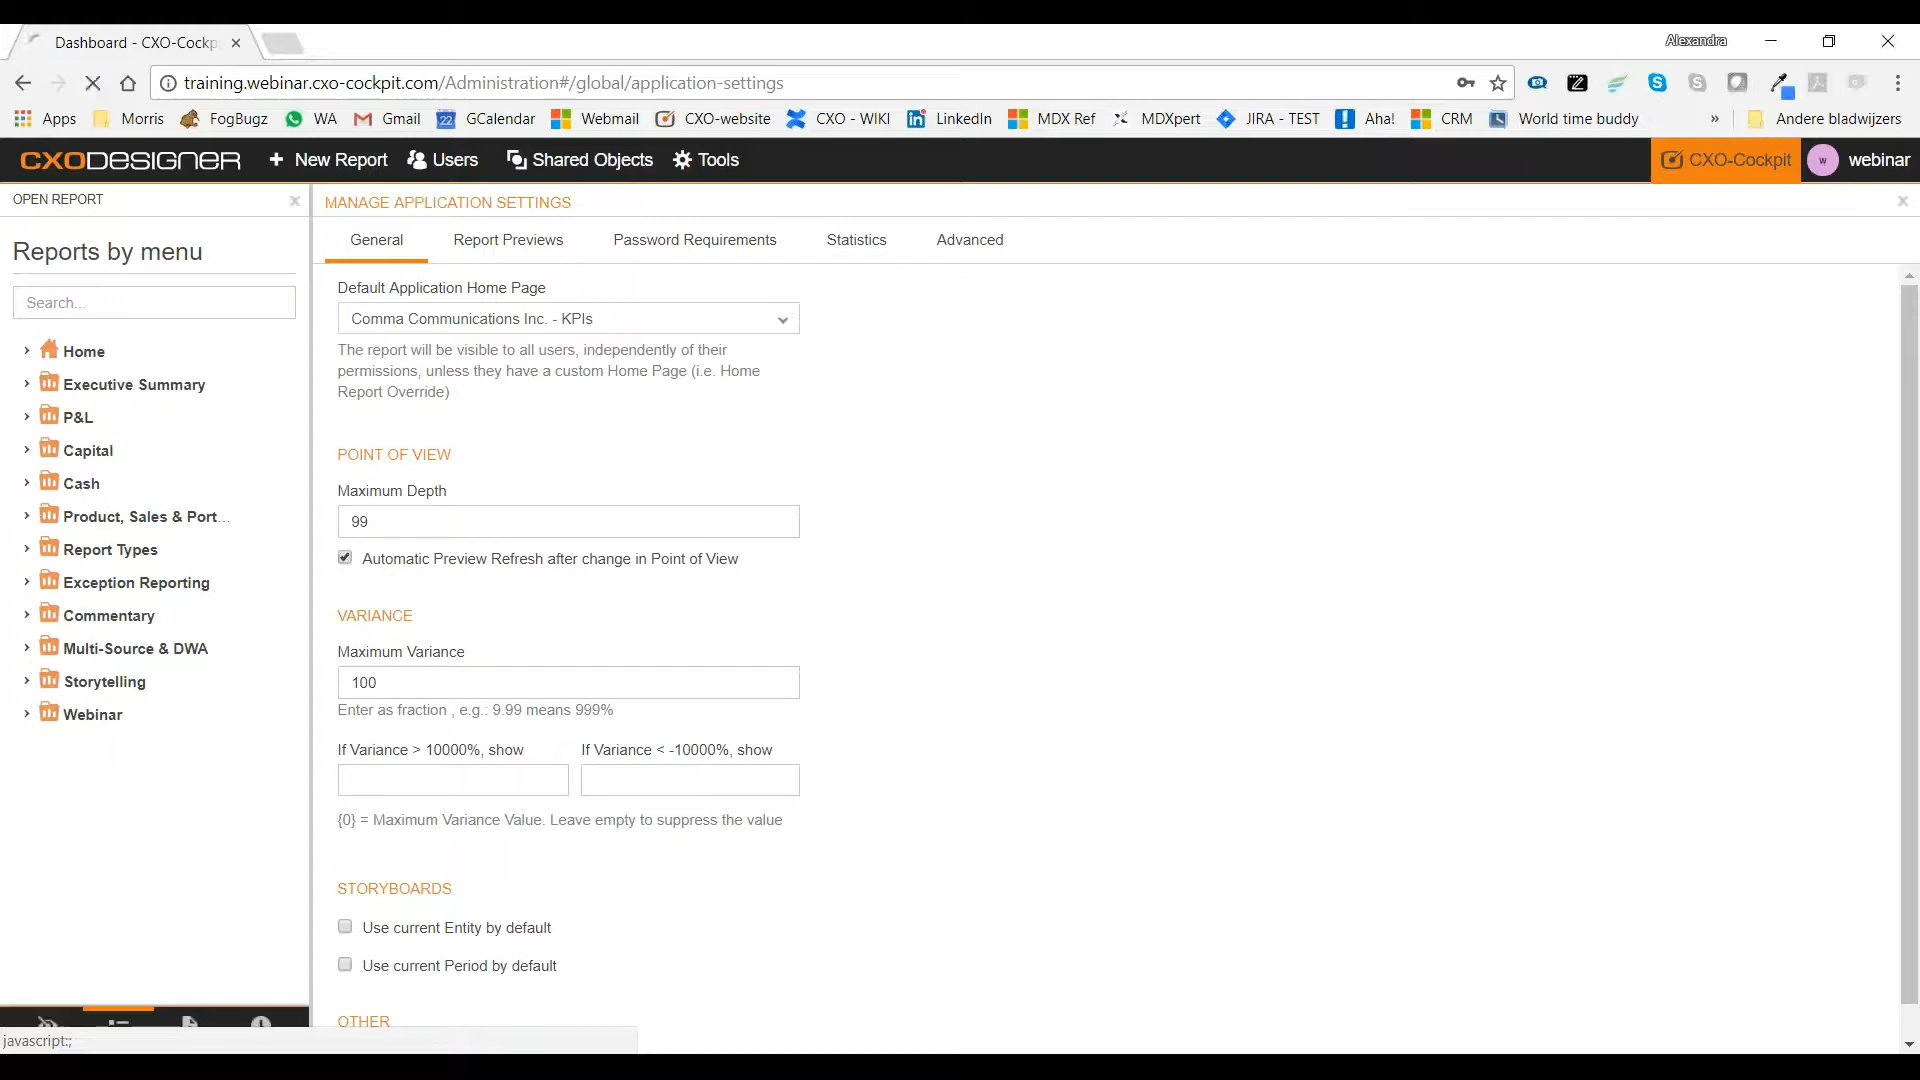 Dashboard - CXO-Cockp
Alexandra
training.webinar.cxo-cockpit.com/Administration#/global/application-settings
Apps Morris FogBugz WA Gmail 22 GCalendar Webmail CXO-website CXO - WIKI LinkedIn MDX Ref MDXpert JIRA - TEST Aha! CRM World time buddy » Andere bladwijzers
CXODESIGNER + New Report Users Shared Objects Tools CXO-Cockpit w webinar
OPEN REPORT
Reports by menu
Search...
Home
Executive Summary
P&L
Capital
Cash
Product, Sales & Port...
Report Types
Exception Reporting
Commentary
Multi-Source & DWA
Storytelling
Webinar
MANAGE APPLICATION SETTINGS
General Report Previews Password Requirements Statistics Advanced
Default Application Home Page
Comma Communications Inc. - KPIs
The report will be visible to all users, independently of their
permissions, unless they have a custom Home Page (i.e. Home
Report Override)
POINT OF VIEW
Maximum Depth
99
Automatic Preview Refresh after change in Point of View
VARIANCE
Maximum Variance
100
Enter as fraction , e.g.: 9.99 means 999%
If Variance > 10000%, show If Variance < -10000%, show
{0} = Maximum Variance Value. Leave empty to suppress the value
STORYBOARDS
Use current Entity by default
Use current Period by default
OTHER
javascript:;